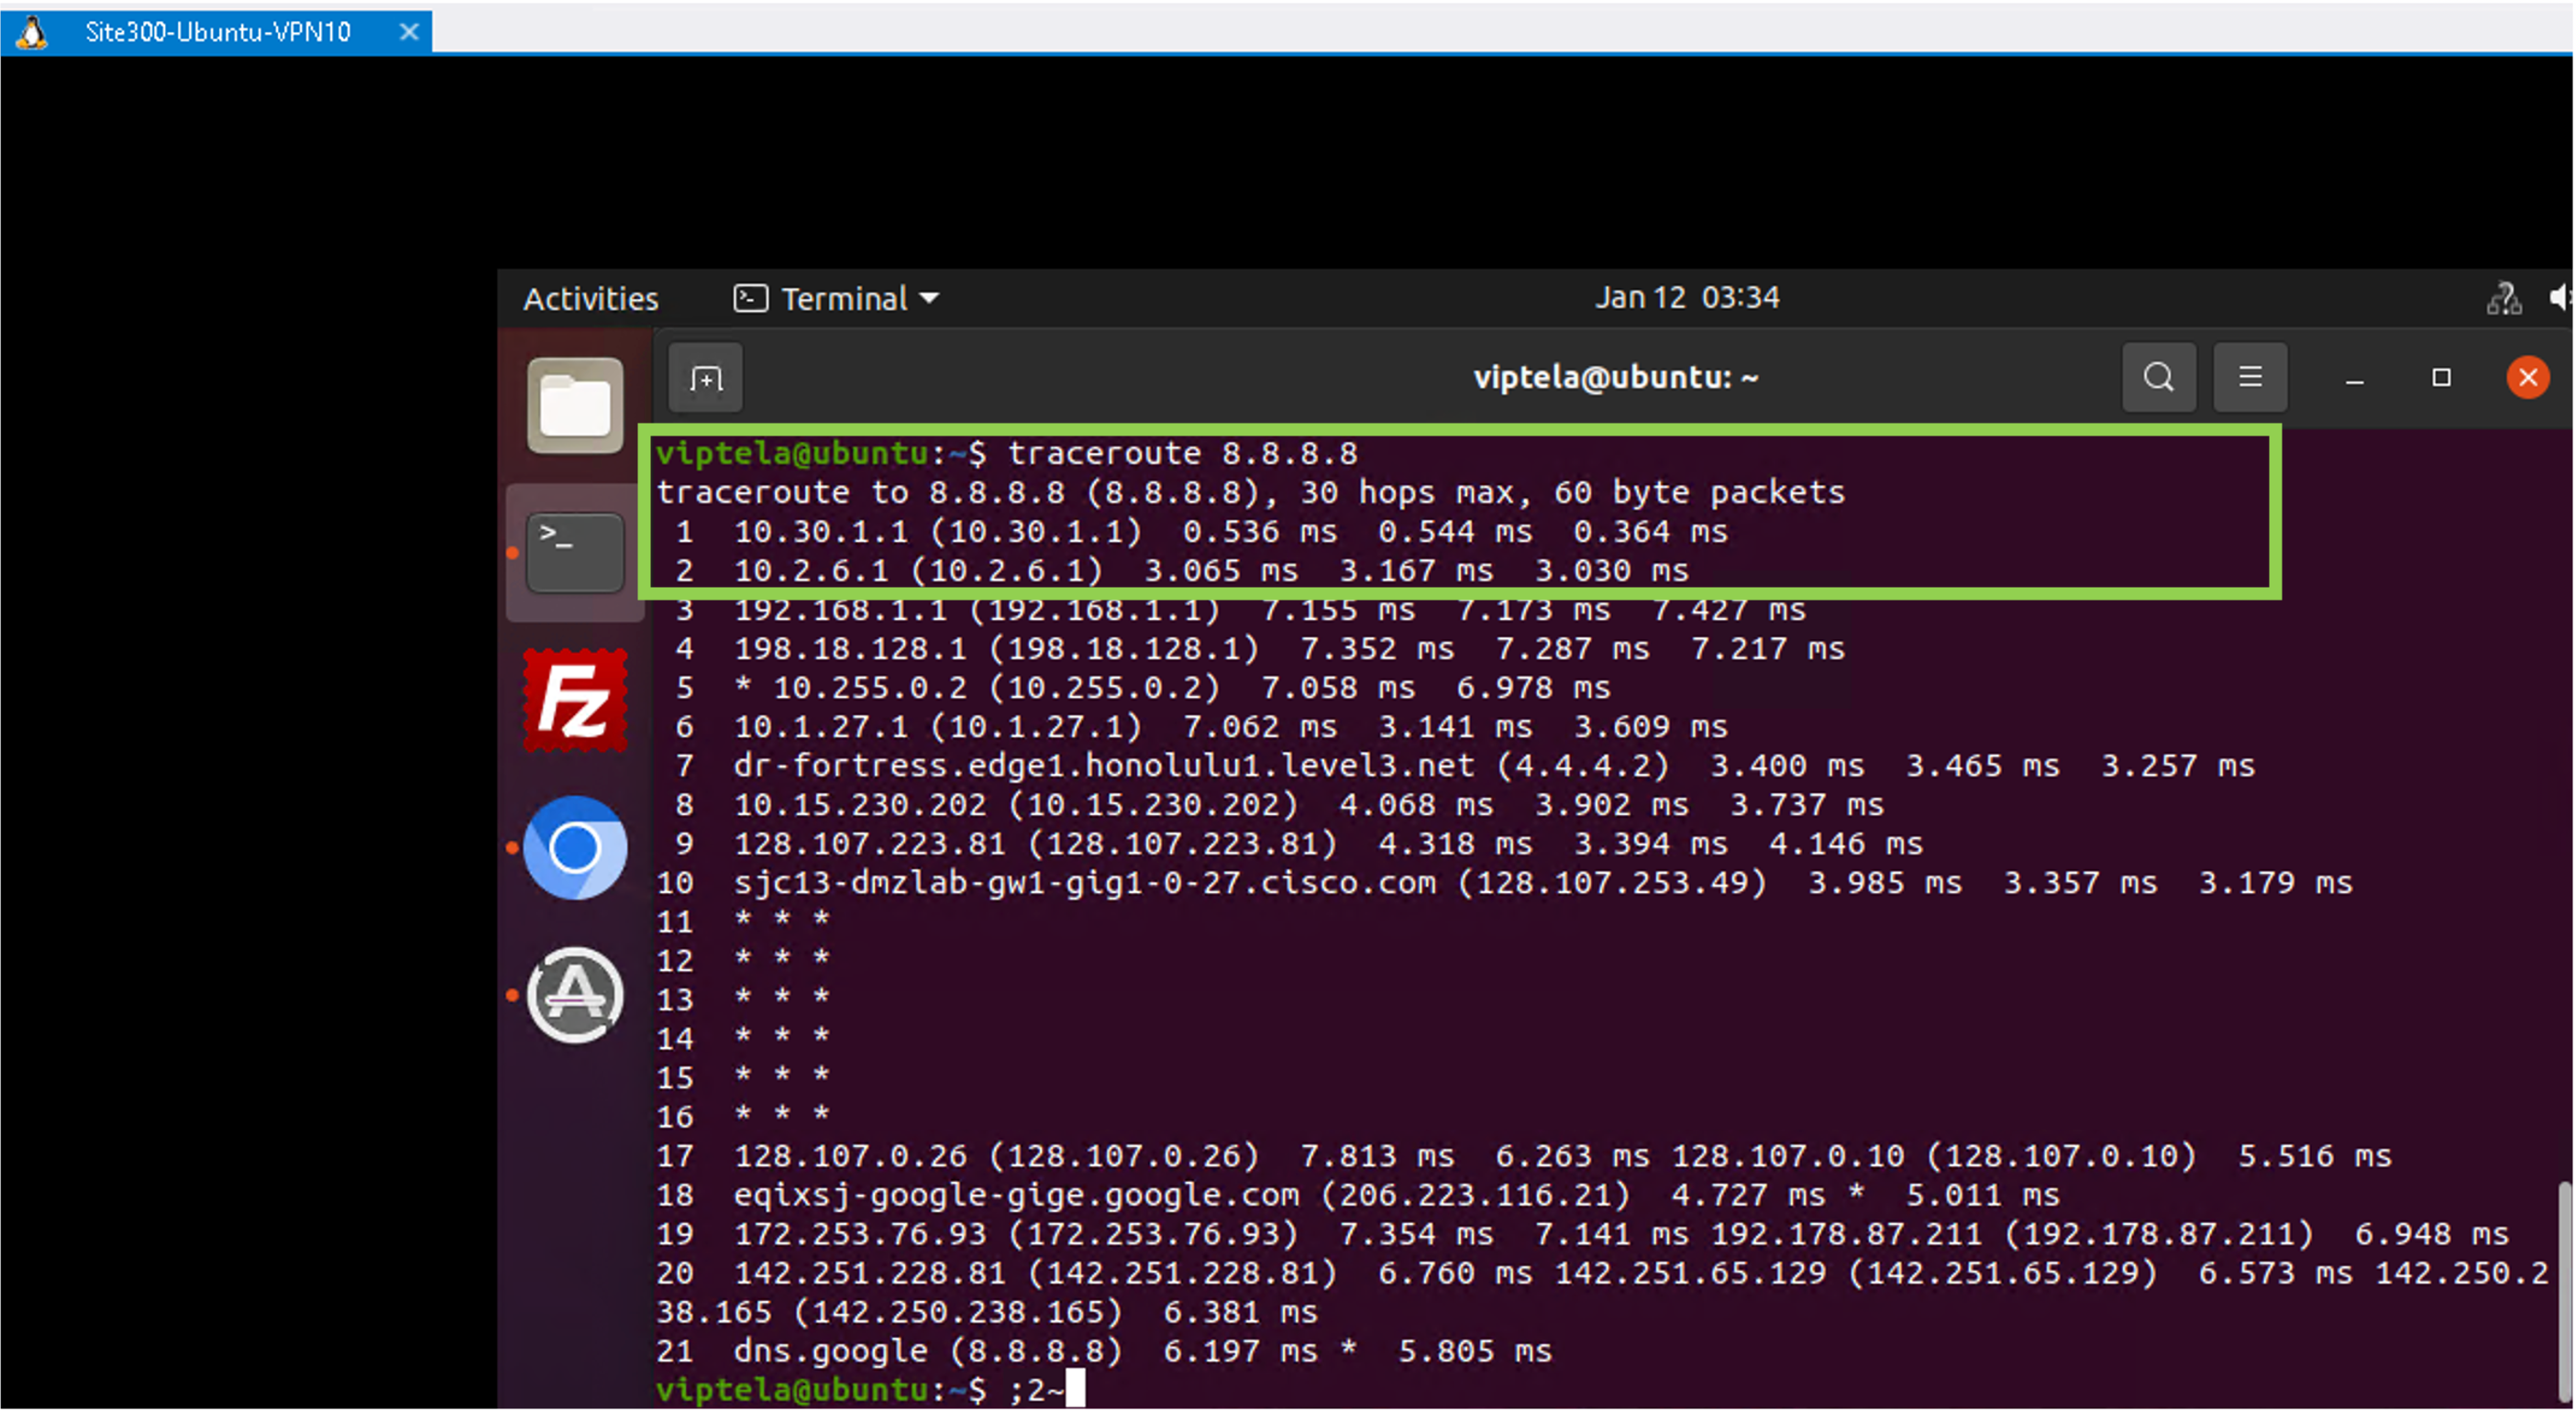 Site300-Ubuntu-VPN10
Activities Terminal Jan 12 03:34
viptela@ubuntu: ~
viptela@ubuntu:~$ traceroute 8.8.8.8
traceroute to 8.8.8.8 (8.8.8.8), 30 hops max, 60 byte packets
1 10.30.1.1 (10.30.1.1) 0.536 ms 0.544 ms 0.364 ms
2 10.2.6.1 (10.2.6.1) 3.065 ms 3.167 ms 3.030 ms
3 192.168.1.1 (192.168.1.1) 7.155 ms 7.173 ms 7.427 ms
4 198.18.128.1 (198.18.128.1) 7.352 ms 7.287 ms 7.217 ms
5 * 10.255.0.2 (10.255.0.2) 7.058 ms 6.978 ms
6 10.1.27.1 (10.1.27.1) 7.062 ms 3.141 ms 3.609 ms
7 dr-fortress.edge1.honolulu1.level3.net (4.4.4.2) 3.400 ms 3.465 ms 3.257 ms
8 10.15.230.202 (10.15.230.202) 4.068 ms 3.902 ms 3.737 ms
9 128.107.223.81 (128.107.223.81) 4.318 ms 3.394 ms 4.146 ms
10 sjc13-dmzlab-gw1-gig1-0-27.cisco.com (128.107.253.49) 3.985 ms 3.357 ms 3.179 ms
11 * * *
12 * * *
13 * * *
14 * * *
15 * * *
16 * * *
17 128.107.0.26 (128.107.0.26) 7.813 ms 6.263 ms 128.107.0.10 (128.107.0.10) 5.516 ms
18 eqixsj-google-gige.google.com (206.223.116.21) 4.727 ms * 5.011 ms
19 172.253.76.93 (172.253.76.93) 7.354 ms 7.141 ms 192.178.87.211 (192.178.87.211) 6.948 ms
20 142.251.228.81 (142.251.228.81) 6.760 ms 142.251.65.129 (142.251.65.129) 6.573 ms 142.250.2
38.165 (142.250.238.165) 6.381 ms
21 dns.google (8.8.8.8) 6.197 ms * 5.805 ms
viptela@ubuntu:~$ ;2~